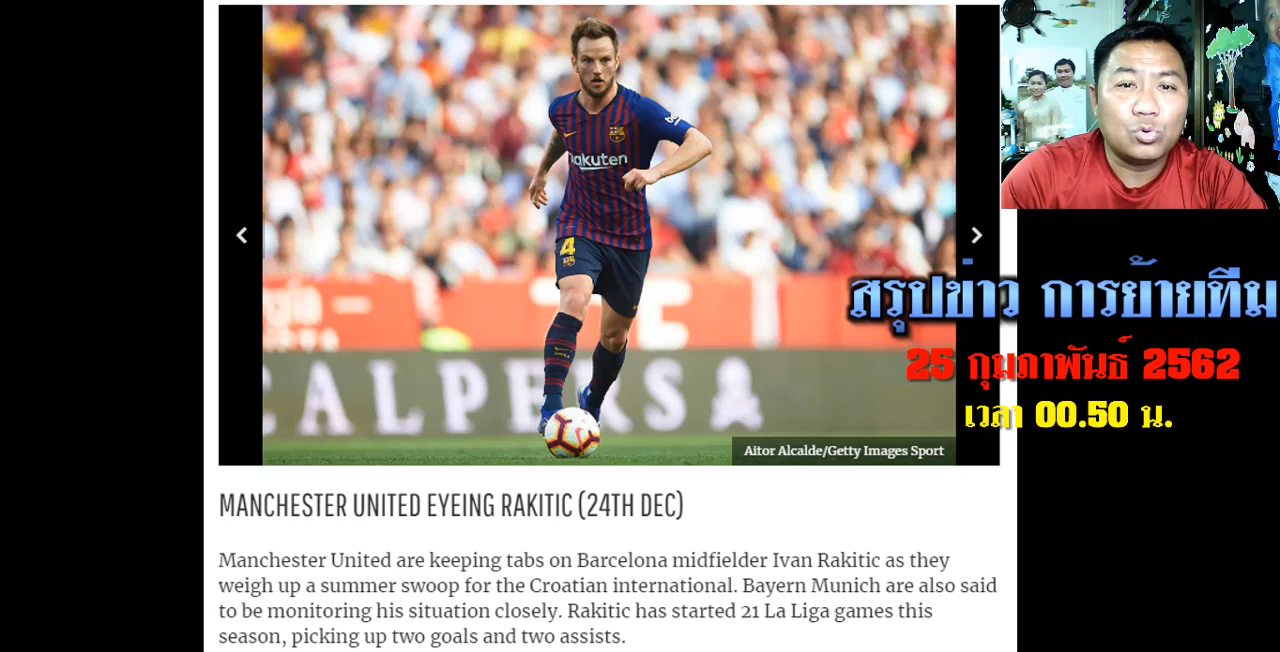 Rakuten
4
CALPERSA
Aitor Alcalde/Getty Images Sport
MANCHESTER UNITED EYEING RAKITIC (24TH DEC)
Manchester United are keeping tabs on Barcelona midfielder Ivan Rakitic as they
weigh up a summer swoop for the Croatian international. Bayern Munich are also said
to be monitoring his situation closely. Rakitic has started 21 La Liga games this
season, picking up two goals and two assists.
สรุปข่าว การย้ายทีม
25 กุมภาพันธ์ 2562
เวลา 00.50 น.